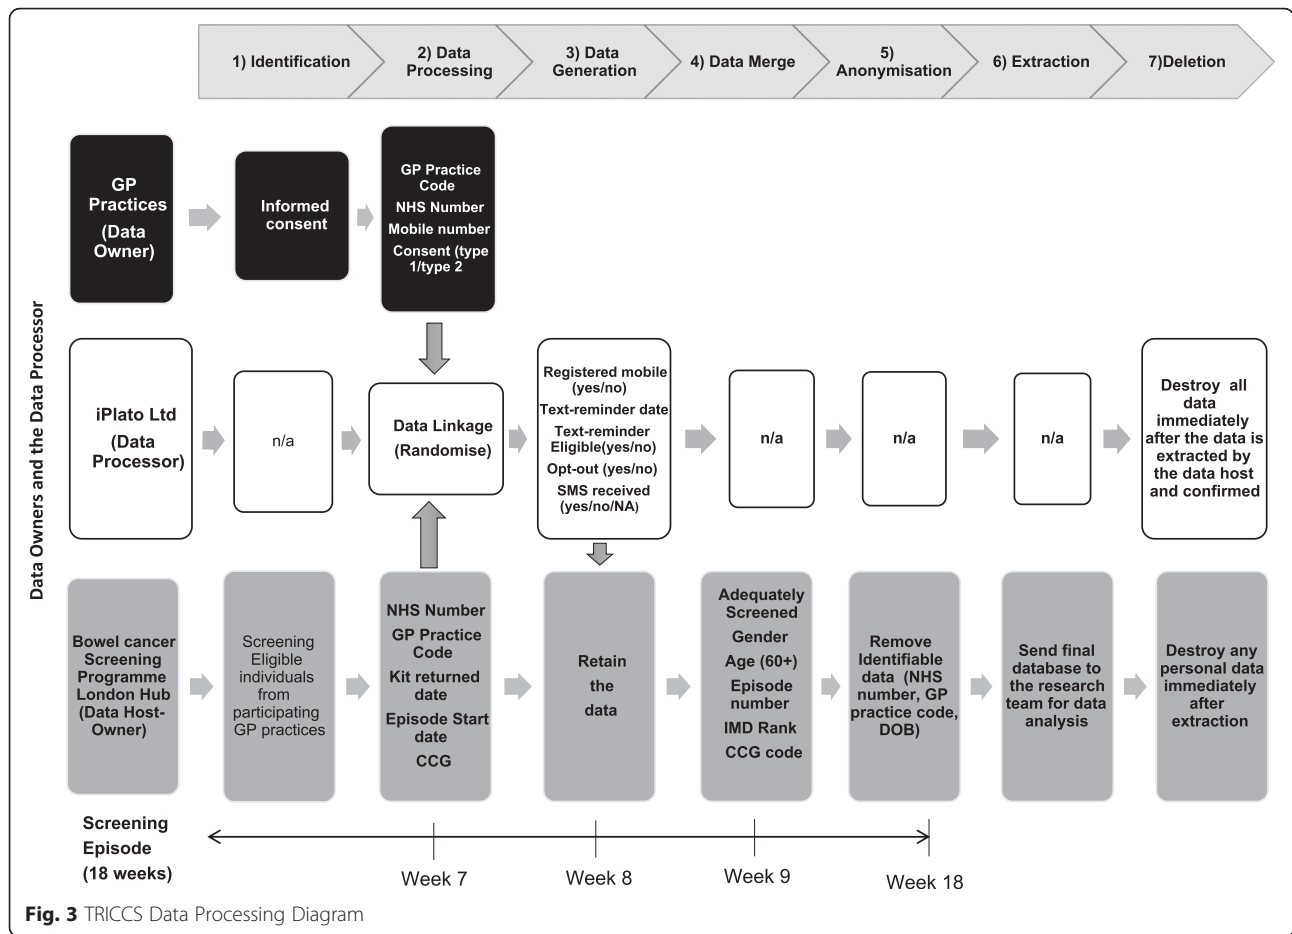 1) Identification
2) Data
Processing
3) Data
Generation
4) Data Merge
5)
Anonymisation
6) Extraction
7)Deletion
Data Owners and the Data Processor
GP
Practices
(Data
Owner)
Informed
consent
GP Practice
Code
NHS Number
Mobile number
Consent (type
1/type 2
iPlato Ltd
(Data
Processor)
n/a
Data Linkage
(Randomise)
Registered mobile
(yes/no)
Text-reminder date
Text-reminder
Eligible(yes/no)
Opt-out (yes/no)
SMS received
(yes/no/NA)
n/a
n/a
n/a
Destroy all
data
immediately
after the data is
extracted by
the data host
and confirmed
Bowel cancer
Screening
Programme
London Hub
(Data Host-
Owner)
Screening
Eligible
individuals
from
participating
GP practices
NHS Number
GP Practice
Code
Kit returned
date
Episode Start
date
CCG
Retain
the
data
Adequately
Screened
Gender
Age (60+)
Episode
number
IMD Rank
CCG code
Remove
Identifiable
data (NHS
number, GP
practice code,
DOB)
Send final
database to
the research
team for data
analysis
Destroy any
personal data
immediately
after
extraction
Screening
Episode
(18 weeks)
Week 7
Week 8
Week 9
Week 18
Fig. 3 TRICCS Data Processing Diagram